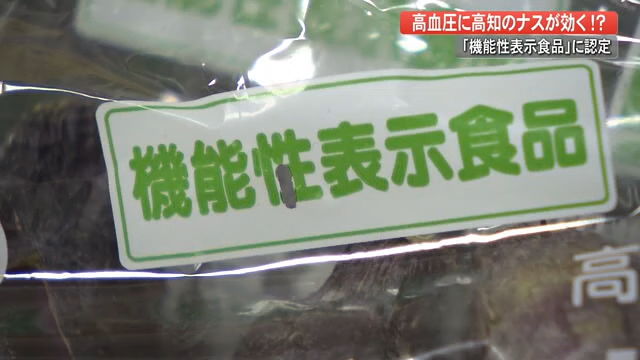 高血圧に高知のナスが効く!?
「機能性表示食品」に認定
機能性表示食品
高